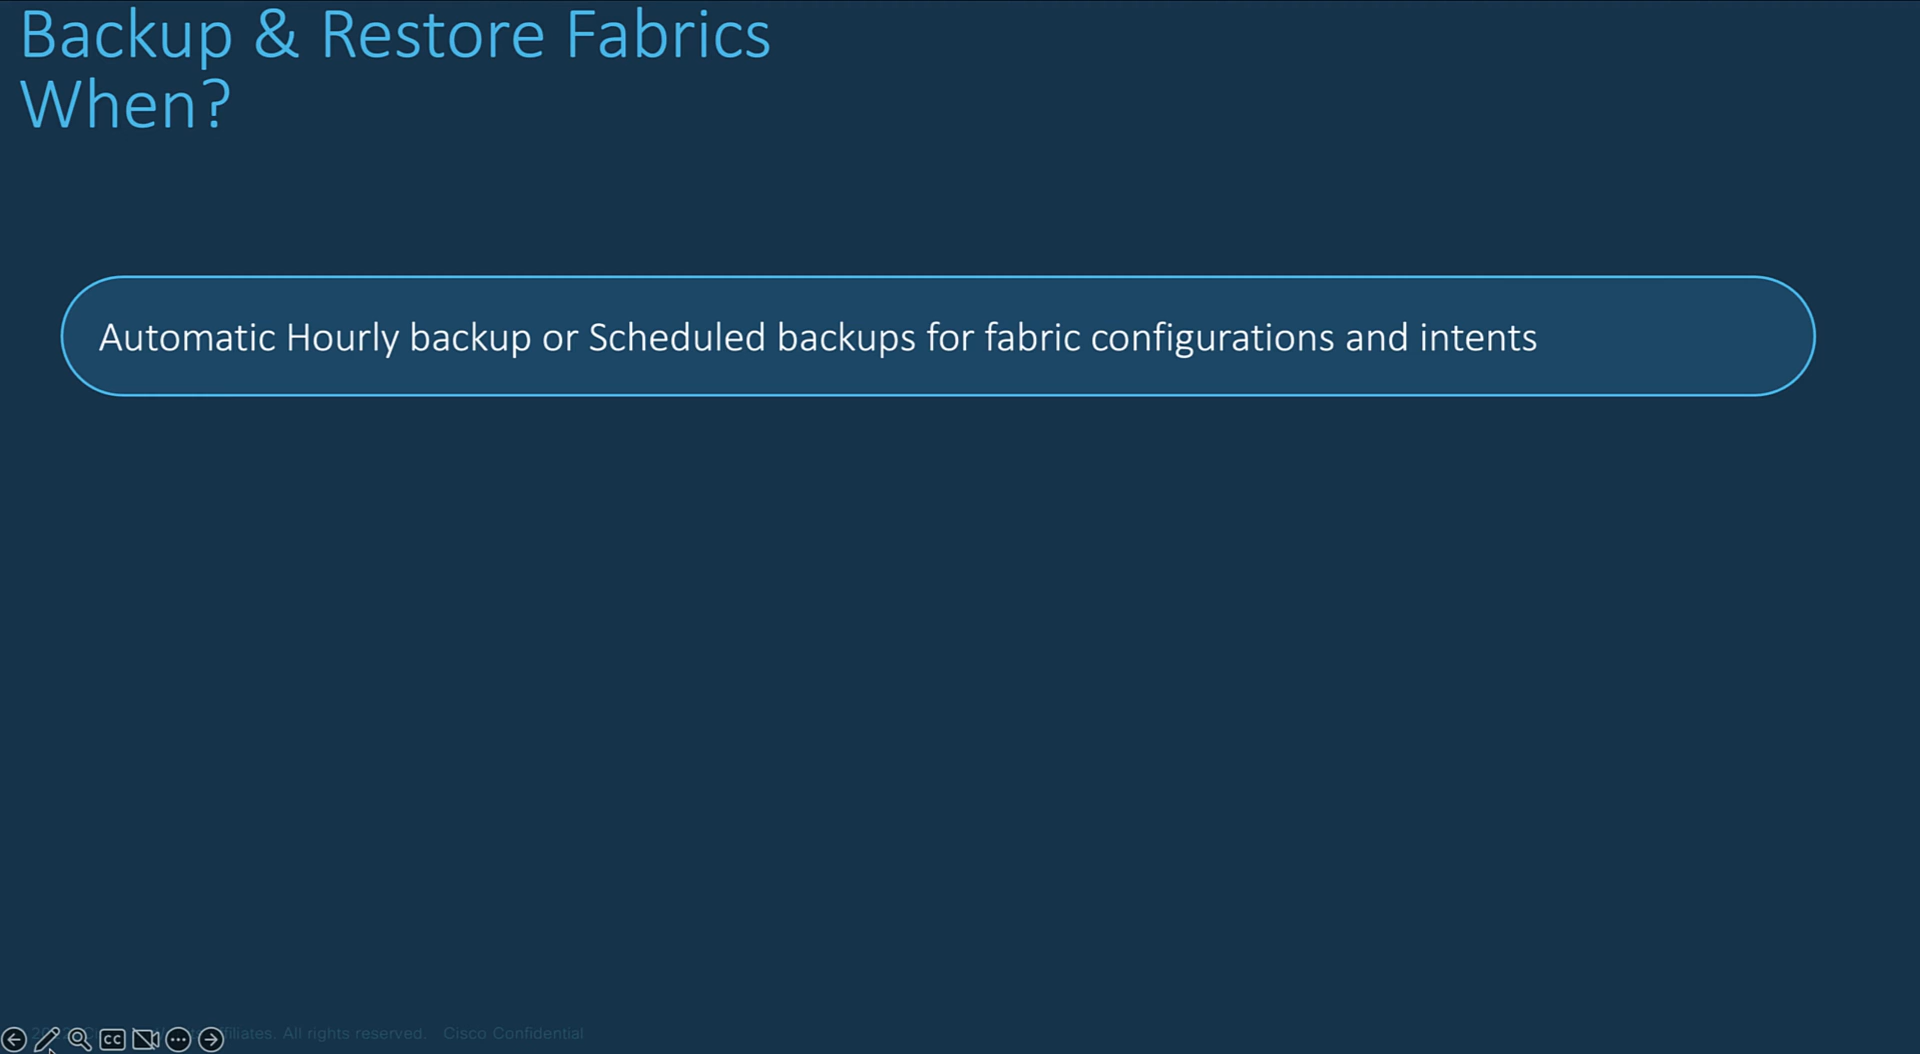 Backup & Restore Fabrics
When?
Automatic Hourly backup or Scheduled backups for fabric configurations and intents
All rights reserved. Cisco Confidential
CC